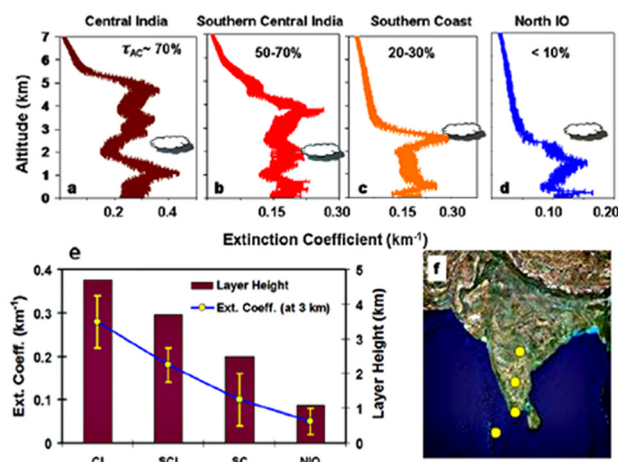 Central India Southern Central India Southern Coast North IO
τAC~ 70% 50-70% 20-30% < 10%
Altitude (km)
7
6
5
4
3
2
1
0
a b c d
0.2 0.4 0.15 0.30 0.15 0.30 0.10 0.20
Extinction Coefficient (km-1)
e
Ext. Coeff. (km-1)
0.4
0.3
0.2
0.1
0
Layer Height
Ext. Coeff. (at 3 km)
5
4
3
2
1
0
Layer Height (km)
CI SCI SC NIO
f